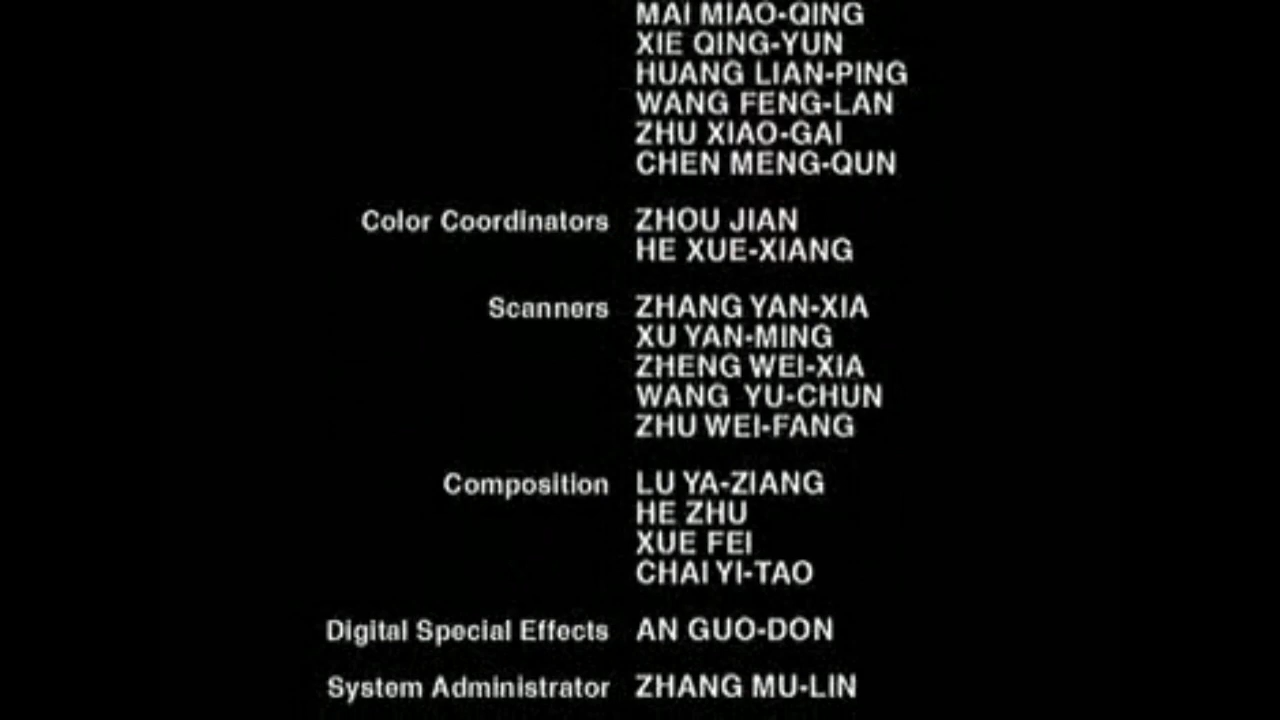 MAI MIAO-QING
XIE QING-YUN
HUANG LIAN-PING
WANG FENG-LAN
ZHU XIAO-GAI
CHEN MENG-QUN
Color Coordinators ZHOU JIAN
HE XUE-XIANG
Scanners ZHANG YAN-XIA
XU YAN-MING
ZHENG WEI-XIA
WANG YU-CHUN
ZHU WEI-FANG
Composition LU YA-ZIANG
HE ZHU
XUE FEI
CHAI YI-TAO
Digital Special Effects AN GUO-DON
System Administrator ZHANG MU-LIN